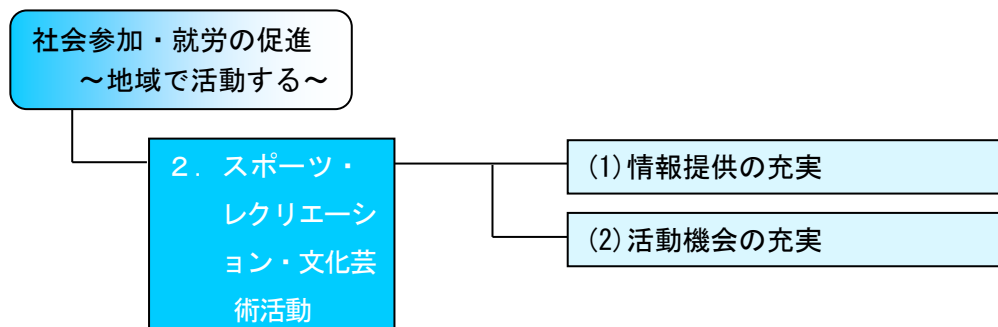 社会参加・就労の促進
～地域で活動する～
２．スポーツ・
レクリエーシ
ョン・文化芸
術活動
(1)情報提供の充実
(2)活動機会の充実